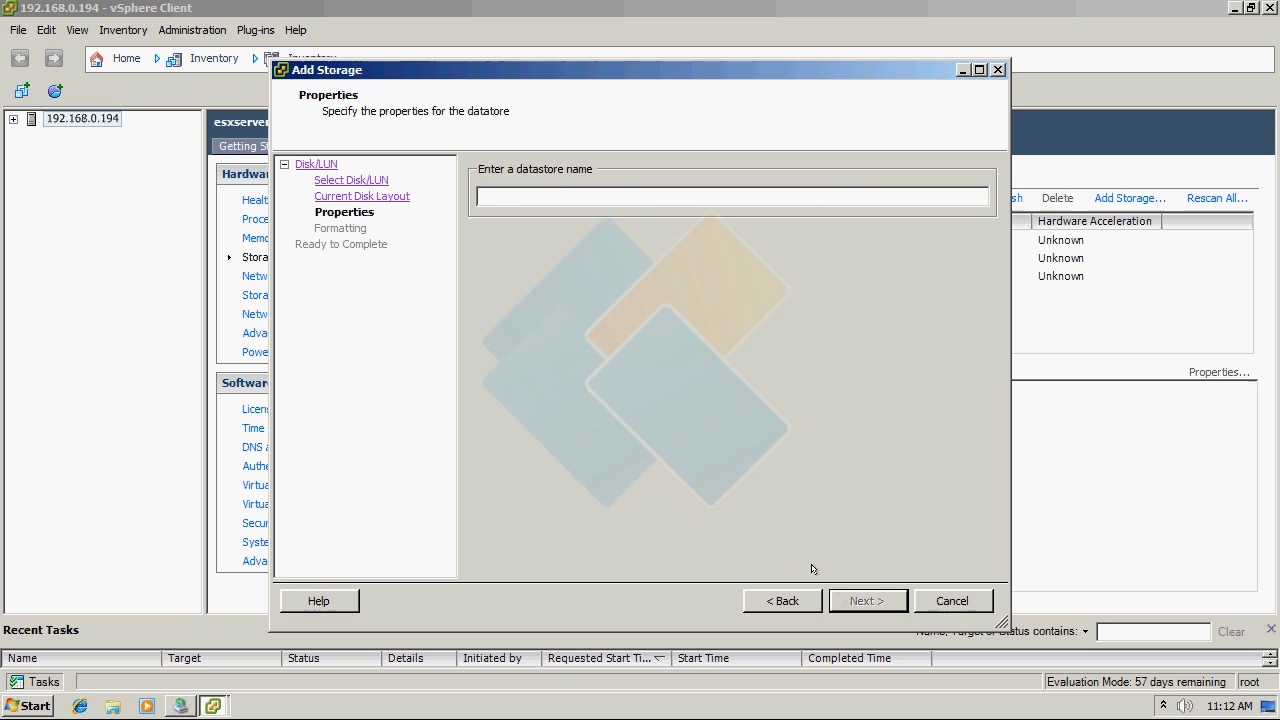 192.168.0.194 - vSphere Client
File Edit View Inventory Administration Plug-ins Help
Home Inventory
Add Storage
Properties
Specify the properties for the datatore
192.168.0.194
esxserver
Getting
Disk/LUN
Select Disk/LUN
Current Disk Layout
Properties
Formatting
Ready to Complete
Enter a datastore name
Hardw
Healt
Proce
Memo
Stora
Netw
Stora
Netw
Adva
Powe
Softwar
Licen
Time
DNS
Authe
Virtua
Virtua
Secur
Syste
Adva
sh Delete Add Storage... Rescan All...
Hardware Acceleration
Unknown
Unknown
Unknown
Properties...
Help < Back Next > Cancel
Recent Tasks
Status contains: Clear
Name Target Status Details Initiated by Requested Start Ti... Start Time Completed Time
Tasks Evaluation Mode: 57 days remaining root
Start 11:12 AM